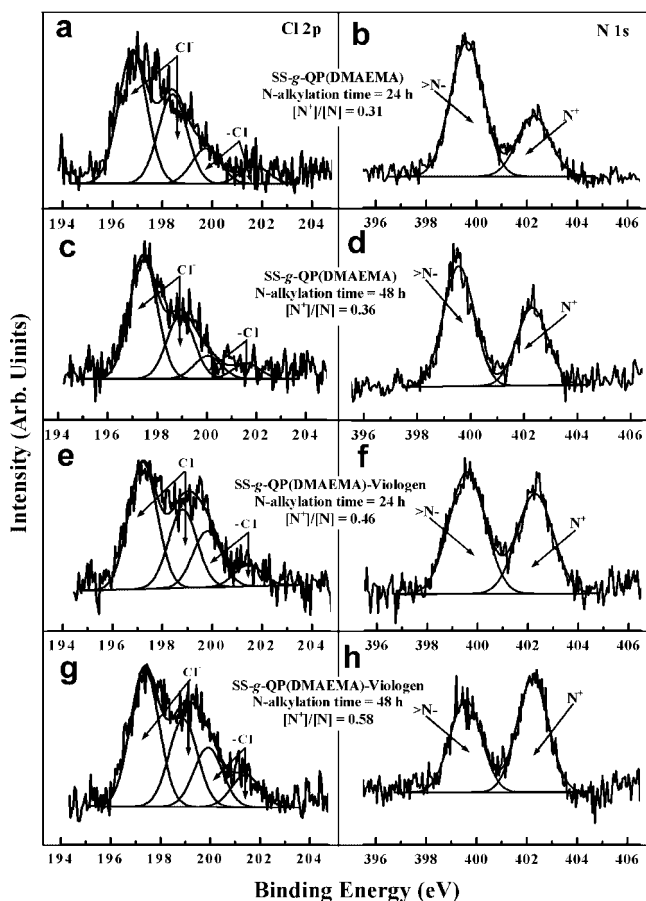 a
Cl 2p
Cl⁻
-Cl
194 196 198 200 202 204
b
N 1s
SS-g-QP(DMAEMA)
N-alkylation time = 24 h
[N⁺]/[N] = 0.31
>N-
N⁺
396 398 400 402 404 406
c
Cl⁻
-Cl
194 196 198 200 202 204
d
SS-g-QP(DMAEMA)
N-alkylation time = 48 h
[N⁺]/[N] = 0.36
>N-
N⁺
396 398 400 402 404 406
e
Cl⁻
-Cl
194 196 198 200 202 204
f
SS-g-QP(DMAEMA)-Viologen
N-alkylation time = 24 h
[N⁺]/[N] = 0.46
>N-
N⁺
396 398 400 402 404 406
g
Cl⁻
-Cl
194 196 198 200 202 204
h
SS-g-QP(DMAEMA)-Viologen
N-alkylation time = 48 h
[N⁺]/[N] = 0.58
>N-
N⁺
396 398 400 402 404 406
Intensity (Arb. Uinits)
Binding Energy (eV)